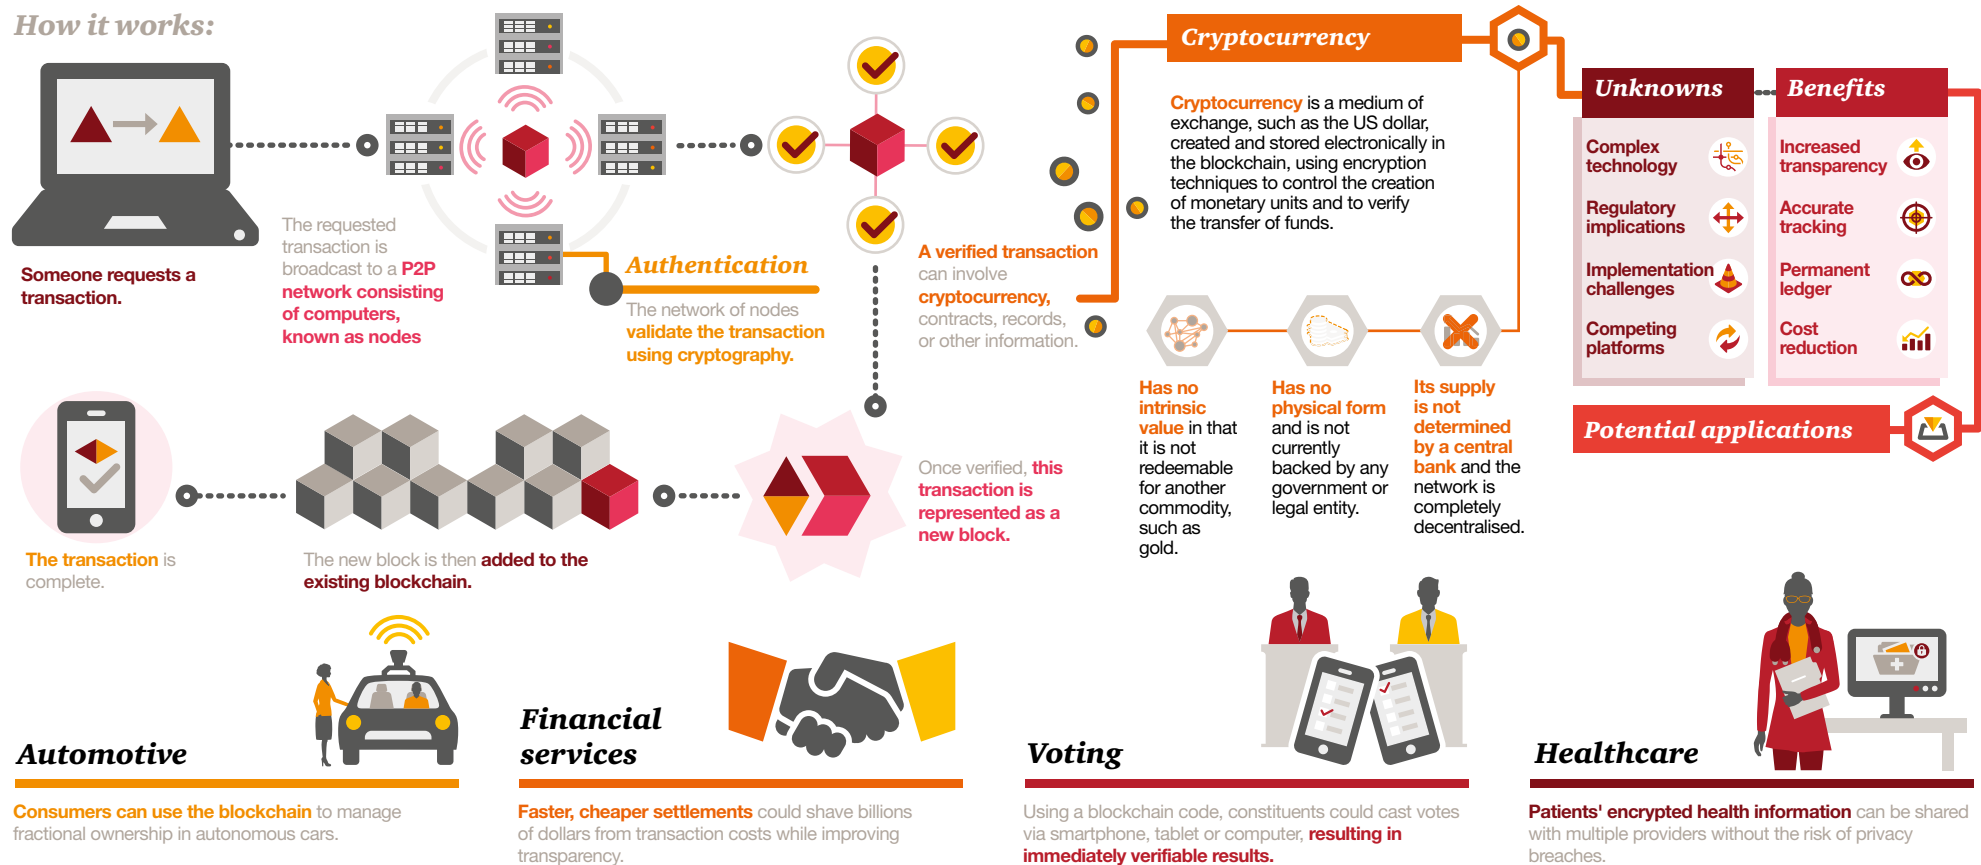 How it works:
Someone requests a
transaction.
The requested
transaction is
broadcast to a P2P
network consisting
of computers,
known as nodes
Authentication
The network of nodes
validate the transaction
using cryptography.
A verified transaction
can involve
cryptocurrency,
contracts, records,
or other information.
Once verified, this
transaction is
represented as a
new block.
The new block is then added to the
existing blockchain.
The transaction is
complete.
Cryptocurrency
Cryptocurrency is a medium of
exchange, such as the US dollar,
created and stored electronically in
the blockchain, using encryption
techniques to control the creation
of monetary units and to verify
the transfer of funds.
Has no
intrinsic
value in that
it is not
redeemable
for another
commodity,
such as
gold.
Has no
physical form
and is not
currently
backed by any
government or
legal entity.
Its supply
is not
determined
by a central
bank and the
network is
completely
decentralised.
Unknowns
Complex
technology
Regulatory
implications
Implementation
challenges
Competing
platforms
Benefits
Increased
transparency
Accurate
tracking
Permanent
ledger
Cost
reduction
Potential applications
Automotive
Consumers can use the blockchain to manage
fractional ownership in autonomous cars.
Financial
services
Faster, cheaper settlements could shave billions
of dollars from transaction costs while improving
transparency.
Voting
Using a blockchain code, constituents could cast votes
via smartphone, tablet or computer, resulting in
immediately verifiable results.
Healthcare
Patients' encrypted health information can be shared
with multiple providers without the risk of privacy
breaches.